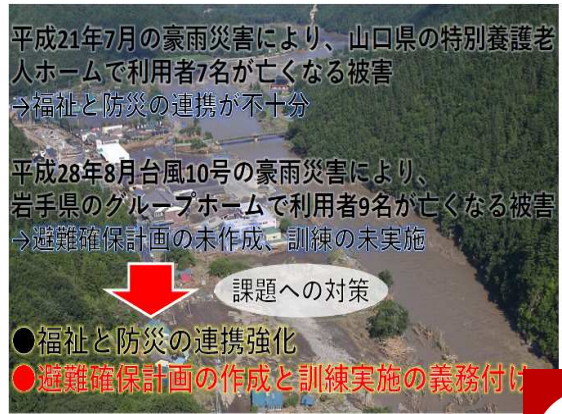 平成21年7月の豪雨災害により、山口県の特別養護老
人ホームで利用者7名が亡くなる被害
→福祉と防災の連携が不十分
平成28年8月台風10号の豪雨災害により、
岩手県のグループホームで利用者9名が亡くなる被害
→避難確保計画の未作成、訓練の未実施
課題への対策
●福祉と防災の連携強化
●避難確保計画の作成と訓練実施の義務付け